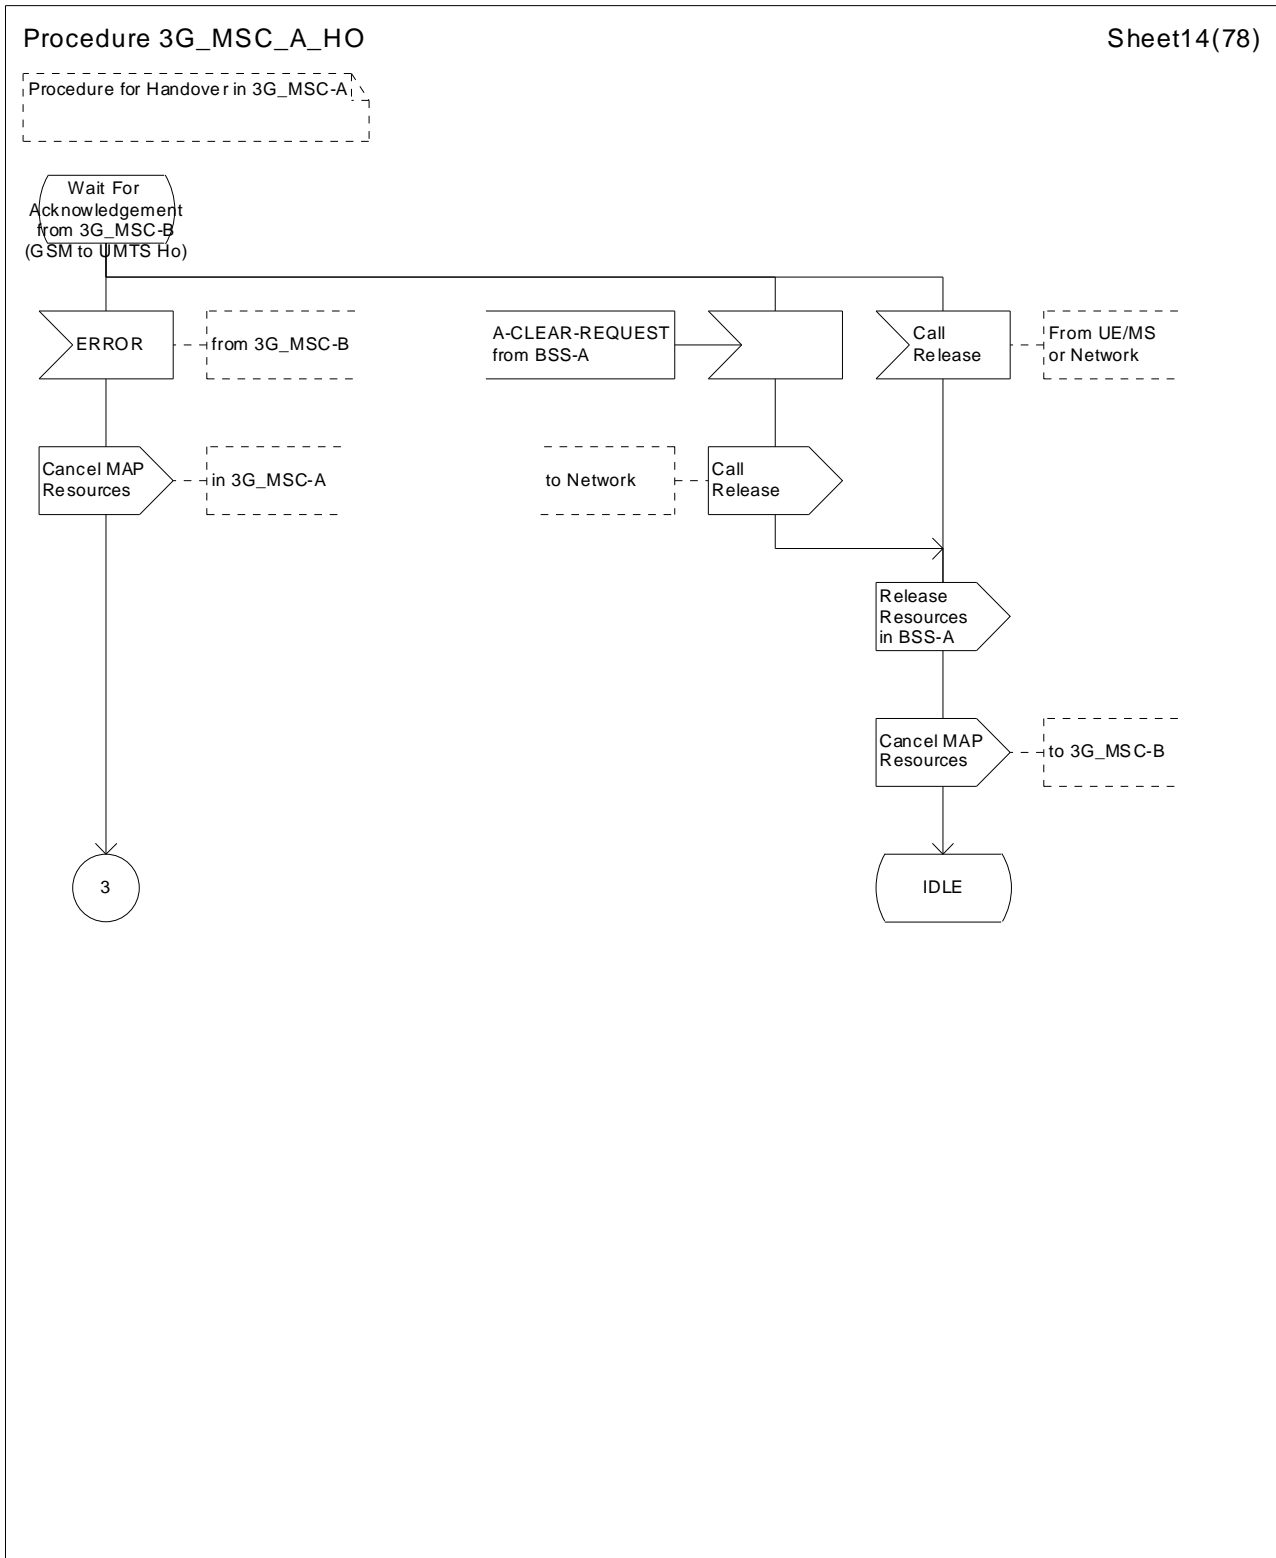 Procedure 3G_MSC_A_HO
Sheet14(78)
Procedure for Handover in 3G_MSC-A
Wait For
Acknowledgement
from 3G_MSC-B
(GSM to UMTS Ho)
ERROR
from 3G_MSC-B
A-CLEAR-REQUEST
from BSS-A
Call
Release
From UE/MS
or Network
Cancel MAP
Resources
in 3G_MSC-A
to Network
Call
Release
Release
Resources
in BSS-A
Cancel MAP
Resources
to 3G_MSC-B
3
IDLE